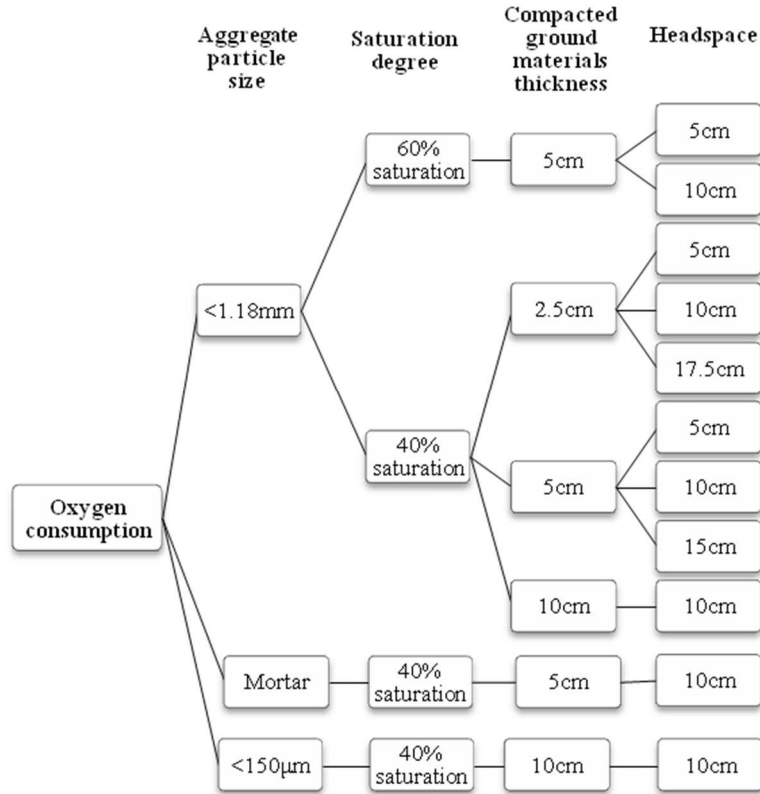 Aggregate
particle
size
Saturation
degree
Compacted
ground
materials
thickness
Headspace
60%
saturation
5cm
5cm
10cm
<1.18mm
2.5cm
5cm
10cm
17.5cm
40%
saturation
5cm
5cm
10cm
15cm
10cm
10cm
Oxygen
consumption
Mortar
40%
saturation
5cm
10cm
<150µm
40%
saturation
10cm
10cm